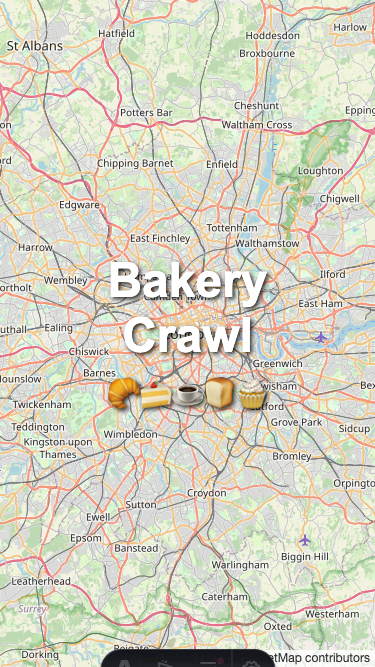 Hatfield
Harlow
Hoddesdon
St Albans
Broxbourne
Cheshunt
Potters Bar
Epping
Waltham Cross
Chipping Barnet
Enfield
Loughton
Edgware
Chigwell
Tottenham
East Finchley
Harrow
Walthamstow
Bakery
Wembley
Ilford
East Ham
Ealing
Crawl
Chiswick
Barnes
Greenwich
Twickenham
Grove Park
Teddington
Wimbledon
Sidcup
Kingston upon
Thames
Bromley
Croydon
Sutton
Ewell
Epsom
Banstead
Biggin Hill
Warlingham
Leatherhead
Caterham
Surrey
Westerham
Oxted
Dorking
contributors